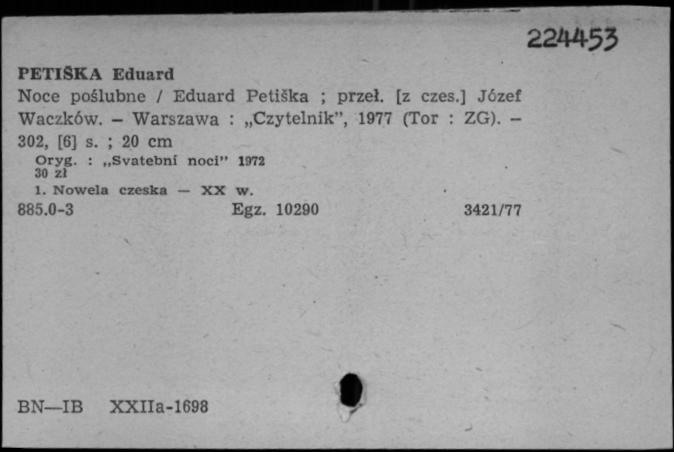 224453
PETIŠKA Eduard
Noce poślubne / Eduard Petiška ; przeł. [z czes.] Józef
Waczków. – Warszawa : „Czytelnik”, 1977 (Tor : ZG). –
302, [6] s. ; 20 cm
Oryg. : „Svatební noci” 1972
30 zł
1. Nowela czeska — XX w.
885.0-3 Egz. 10290 3421/77
BN—IB XXIIa-1698